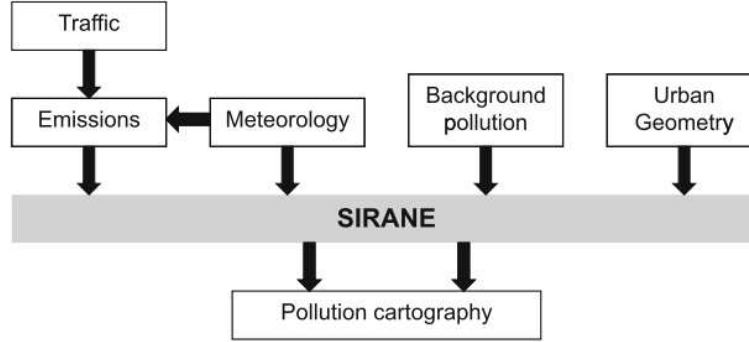 Traffic
Emissions
Meteorology
Background
pollution
Urban
Geometry
SIRANE
Pollution cartography